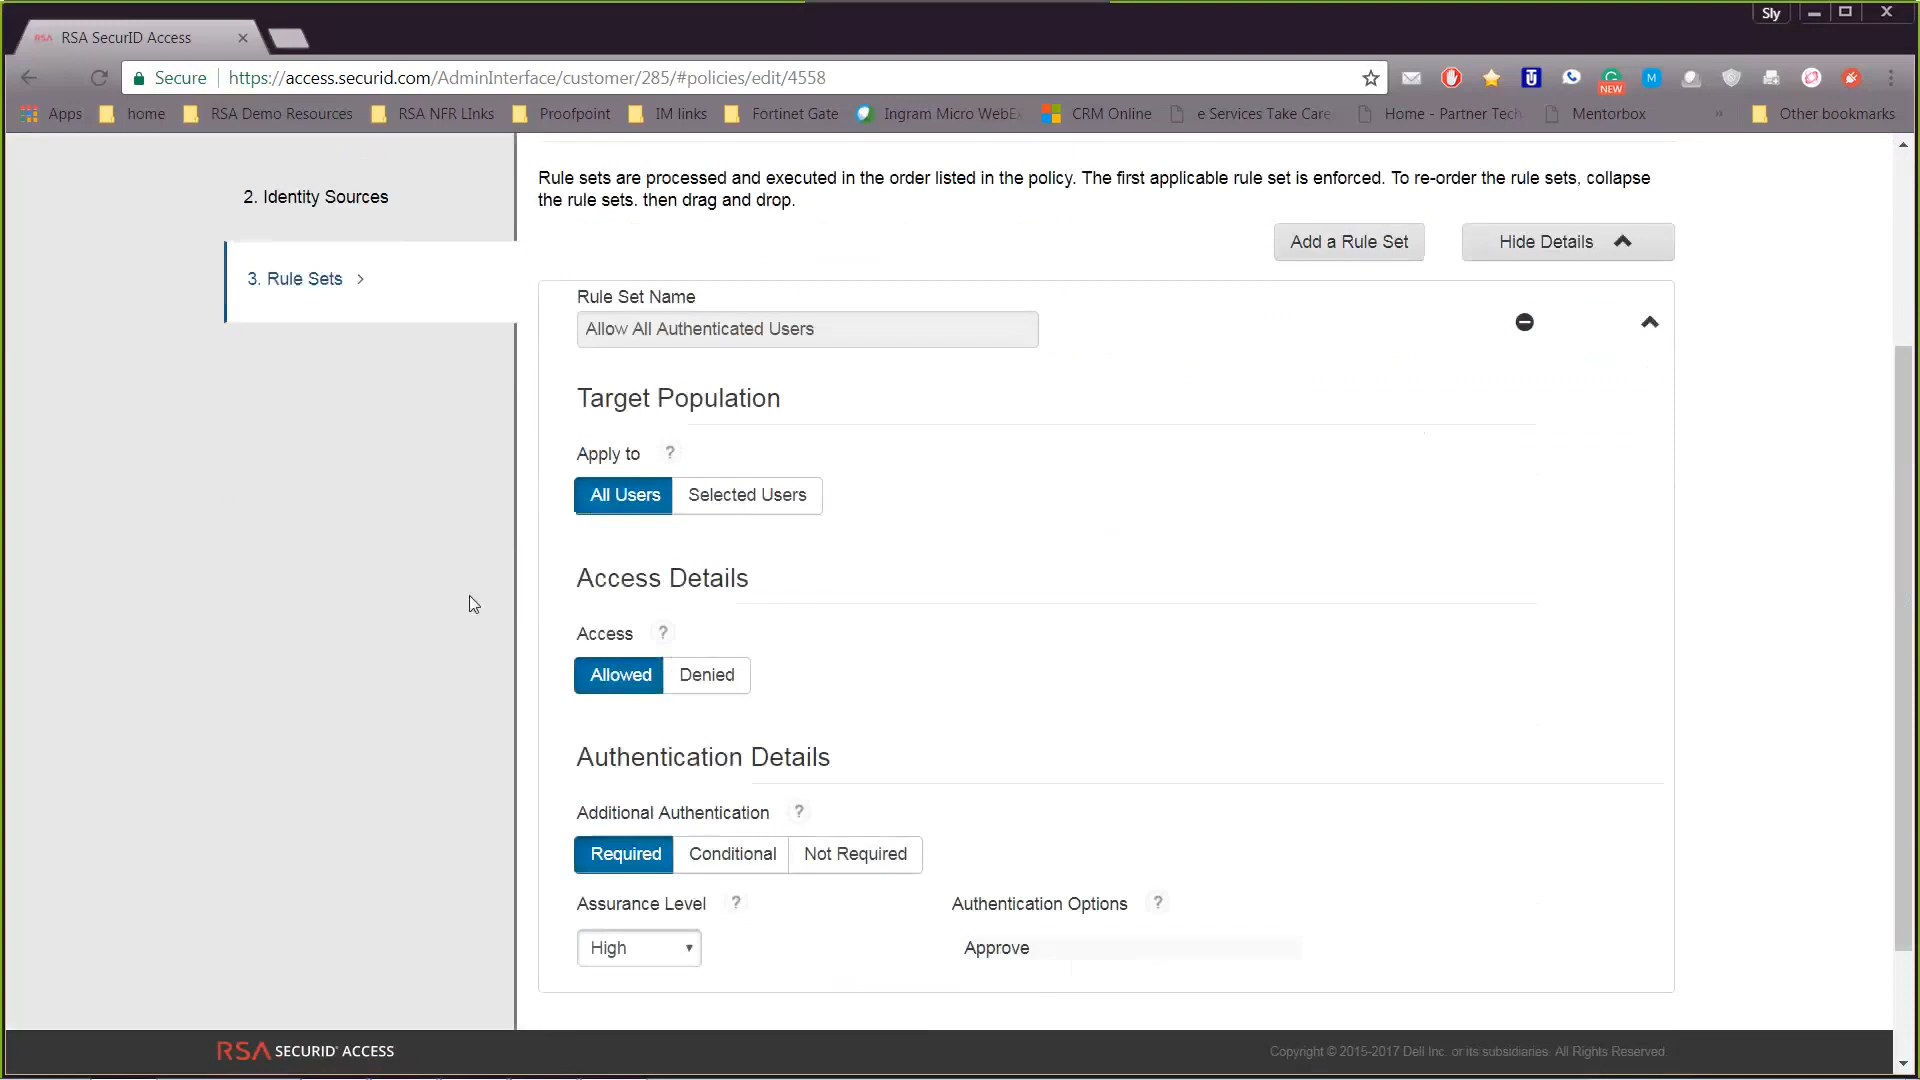 Sly
RSA RSA SecurID Access
Secure https://access.securid.com/AdminInterface/customer/285/#policies/edit/4558
NEW
M
Apps home RSA Demo Resources RSA NFR LInks Proofpoint IM links Fortinet Gate Ingram Micro WebEx CRM Online e Services Take Care Home - Partner Tech Mentorbox » Other bookmarks
Rule sets are processed and executed in the order listed in the policy. The first applicable rule set is enforced. To re-order the rule sets, collapse
the rule sets. then drag and drop.
2. Identity Sources
3. Rule Sets
Add a Rule Set Hide Details
Rule Set Name
Allow All Authenticated Users
Target Population
Apply to ?
All Users Selected Users
Access Details
Access ?
Allowed Denied
Authentication Details
Additional Authentication ?
Required Conditional Not Required
Assurance Level ? Authentication Options ?
High Approve
RSA SECURID® ACCESS
Copyright © 2015-2017 Dell Inc. or its subsidiaries. All Rights Reserved.